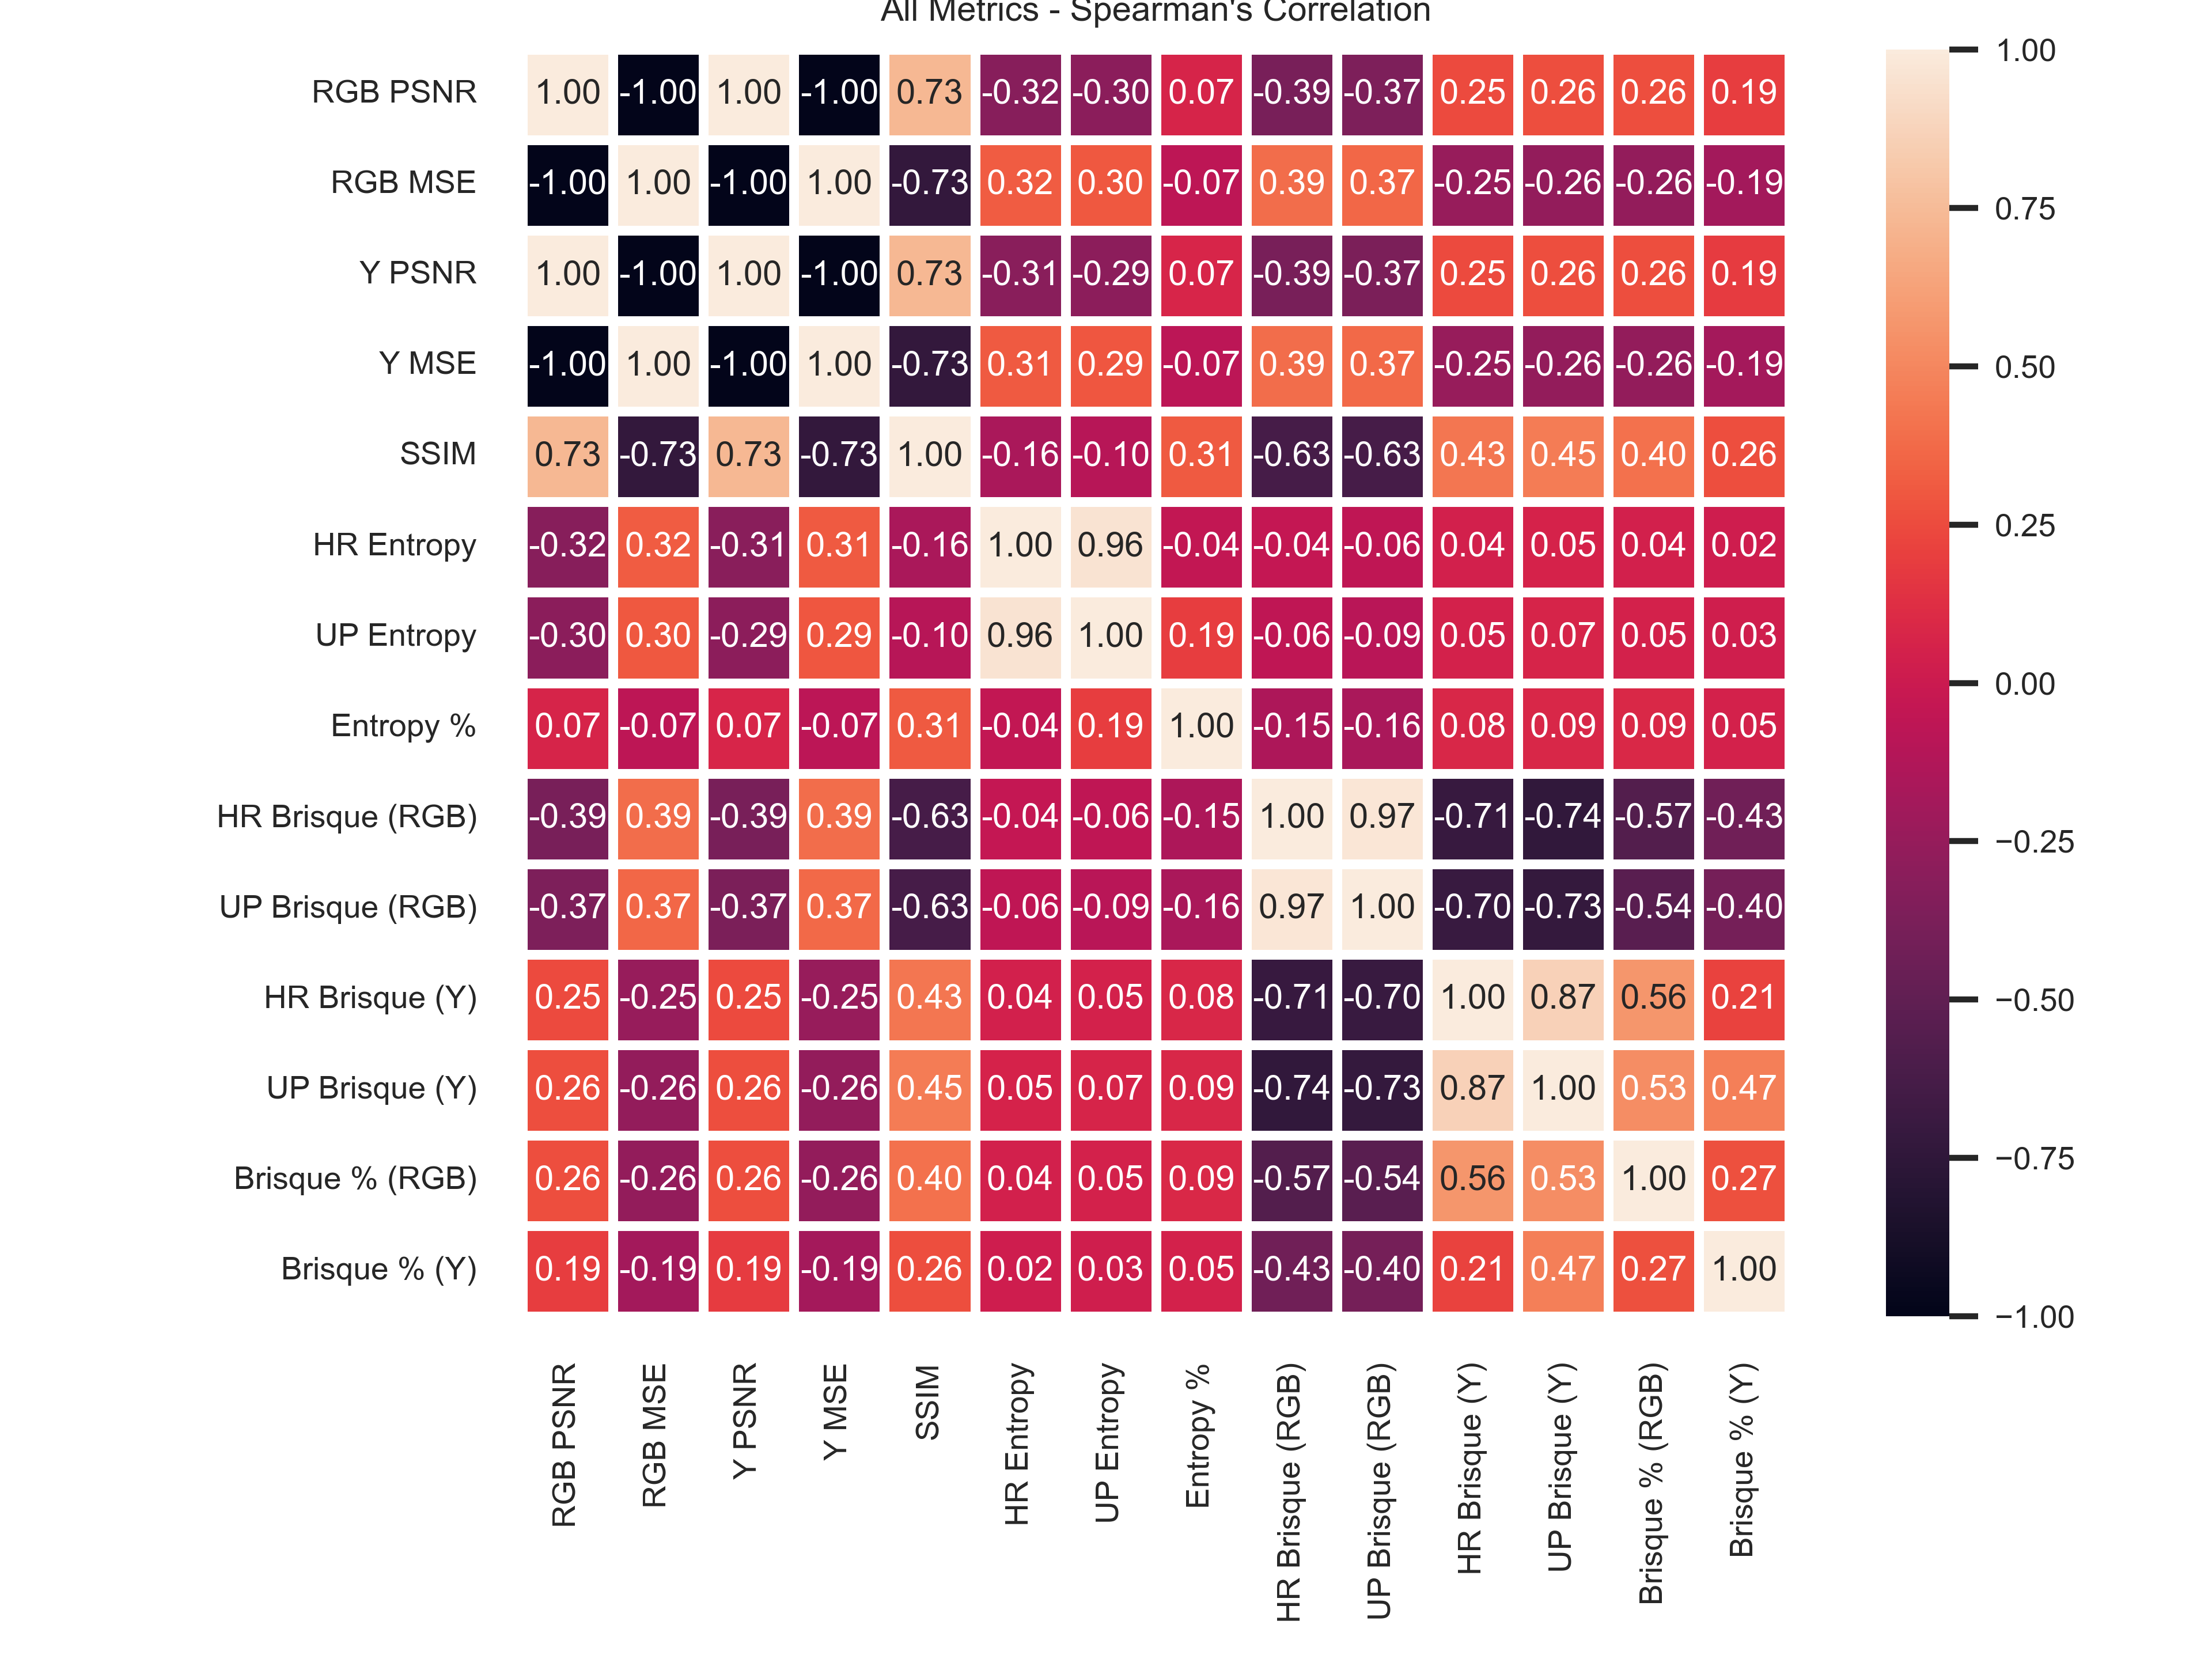 All Metrics - Spearman's Correlation
RGB PSNR 1.00 -1.00 1.00 -1.00 0.73 -0.32 -0.30 0.07 -0.39 -0.37 0.25 0.26 0.26 0.19
RGB MSE -1.00 1.00 -1.00 1.00 -0.73 0.32 0.30 -0.07 0.39 0.37 -0.25 -0.26 -0.26 -0.19
Y PSNR 1.00 -1.00 1.00 -1.00 0.73 -0.31 -0.29 0.07 -0.39 -0.37 0.25 0.26 0.26 0.19
Y MSE -1.00 1.00 -1.00 1.00 -0.73 0.31 0.29 -0.07 0.39 0.37 -0.25 -0.26 -0.26 -0.19
SSIM 0.73 -0.73 0.73 -0.73 1.00 -0.16 -0.10 0.31 -0.63 -0.63 0.43 0.45 0.40 0.26
HR Entropy -0.32 0.32 -0.31 0.31 -0.16 1.00 0.96 -0.04 -0.04 -0.06 0.04 0.05 0.04 0.02
UP Entropy -0.30 0.30 -0.29 0.29 -0.10 0.96 1.00 0.19 -0.06 -0.09 0.05 0.07 0.05 0.03
Entropy % 0.07 -0.07 0.07 -0.07 0.31 -0.04 0.19 1.00 -0.15 -0.16 0.08 0.09 0.09 0.05
HR Brisque (RGB) -0.39 0.39 -0.39 0.39 -0.63 -0.04 -0.06 -0.15 1.00 0.97 -0.71 -0.74 -0.57 -0.43
UP Brisque (RGB) -0.37 0.37 -0.37 0.37 -0.63 -0.06 -0.09 -0.16 0.97 1.00 -0.70 -0.73 -0.54 -0.40
HR Brisque (Y) 0.25 -0.25 0.25 -0.25 0.43 0.04 0.05 0.08 -0.71 -0.70 1.00 0.87 0.56 0.21
UP Brisque (Y) 0.26 -0.26 0.26 -0.26 0.45 0.05 0.07 0.09 -0.74 -0.73 0.87 1.00 0.53 0.47
Brisque % (RGB) 0.26 -0.26 0.26 -0.26 0.40 0.04 0.05 0.09 -0.57 -0.54 0.56 0.53 1.00 0.27
Brisque % (Y) 0.19 -0.19 0.19 -0.19 0.26 0.02 0.03 0.05 -0.43 -0.40 0.21 0.47 0.27 1.00
RGB PSNR
RGB MSE
Y PSNR
Y MSE
SSIM
HR Entropy
UP Entropy
Entropy %
HR Brisque (RGB)
UP Brisque (RGB)
HR Brisque (Y)
UP Brisque (Y)
Brisque % (RGB)
Brisque % (Y)
1.00
0.75
0.50
0.25
0.00
−0.25
−0.50
−0.75
−1.00